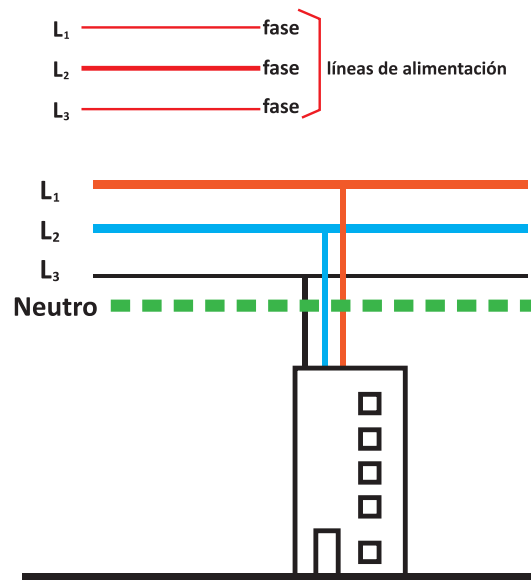 L₁ fase
L₂ fase líneas de alimentación
L₃ fase
L₁
L₂
L₃
Neutro